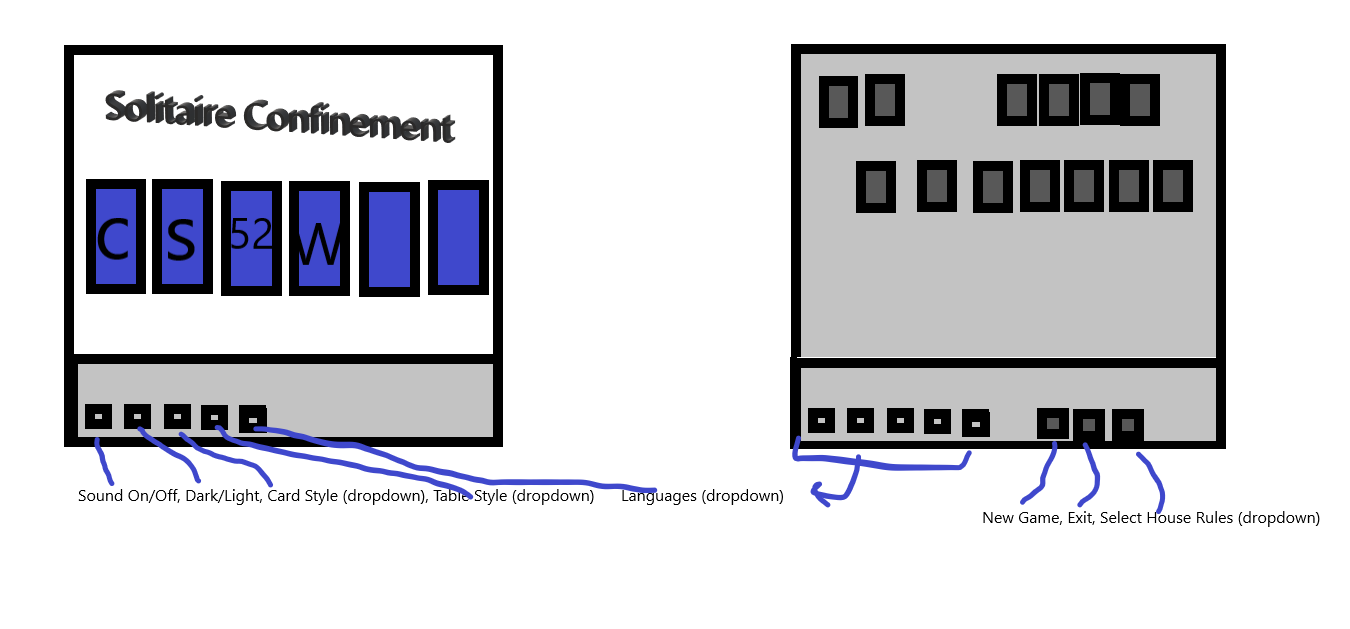 Solitaire Confinement
C S 52 W
Sound On/Off, Dark/Light, Card Style (dropdown), Table Style (dropdown) Languages (dropdown)
New Game, Exit, Select House Rules (dropdown)